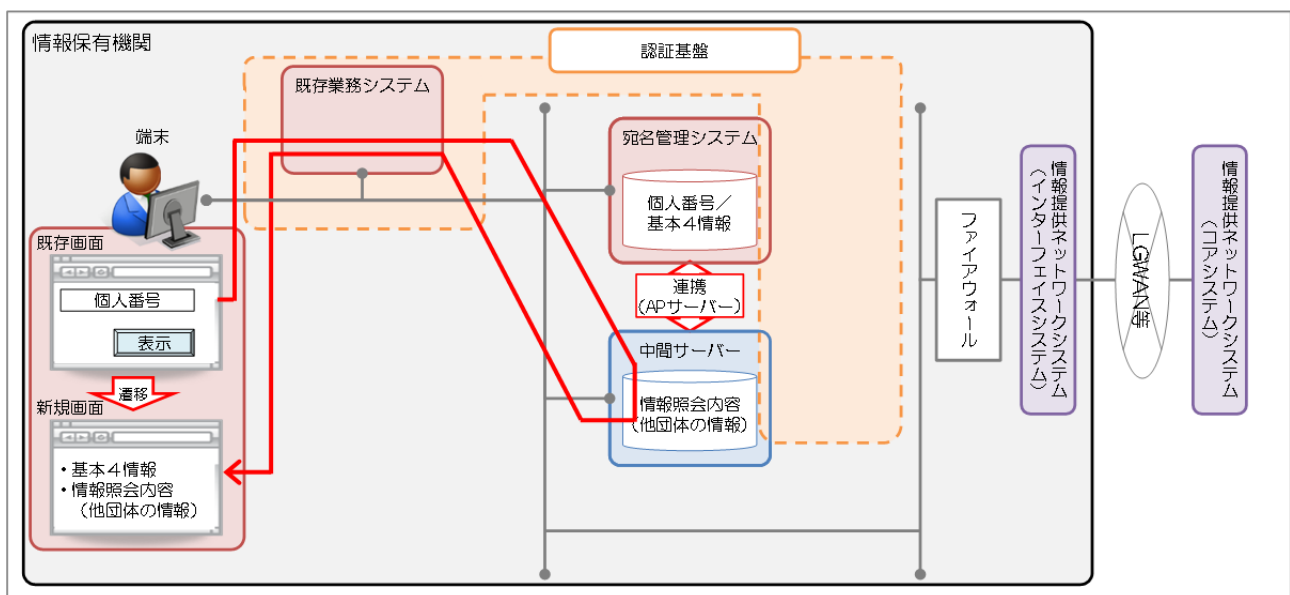 情報保有機関
認証基盤
既存業務システム
端末
宛名管理システム
個人番号／
基本４情報
既存画面
個人番号
表示
遷移
新規画面
・基本４情報
・情報照会内容
（他団体の情報）
連携
（APサーバー）
中間サーバー
情報照会内容
（他団体の情報）
ファイアウォール
情報提供ネットワークシステム
（インターフェイスシステム）
LGWAN等
情報提供ネットワークシステム
（コアシステム）